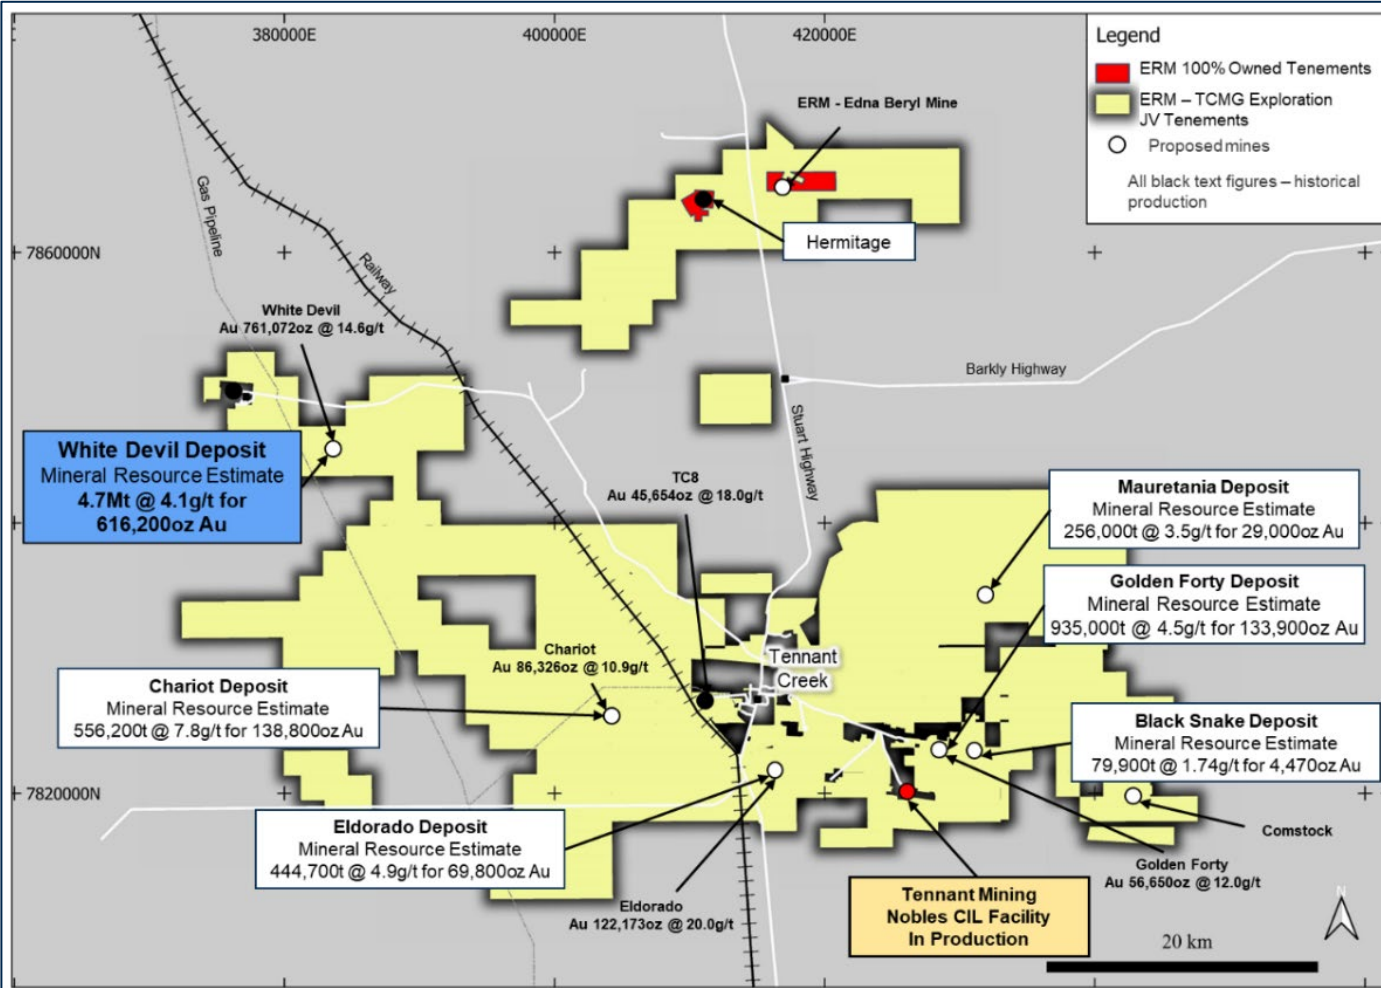 380000E
400000E
420000E
Legend
ERM 100% Owned Tenements
ERM – TCMG Exploration
JV Tenements
Proposed mines
All black text figures – historical
production
ERM - Edna Beryl Mine
Hermitage
7860000N
Gas Pipeline
Railway
White Devil
Au 761,072oz @ 14.6g/t
Barkly Highway
Stuart Highway
White Devil Deposit
Mineral Resource Estimate
4.7Mt @ 4.1g/t for
616,200oz Au
TC8
Au 45,654oz @ 18.0g/t
Mauretania Deposit
Mineral Resource Estimate
256,000t @ 3.5g/t for 29,000oz Au
Golden Forty Deposit
Mineral Resource Estimate
935,000t @ 4.5g/t for 133,900oz Au
Chariot
Au 86,326oz @ 10.9g/t
Tennant
Creek
Chariot Deposit
Mineral Resource Estimate
556,200t @ 7.8g/t for 138,800oz Au
Black Snake Deposit
Mineral Resource Estimate
79,900t @ 1.74g/t for 4,470oz Au
7820000N
Eldorado Deposit
Mineral Resource Estimate
444,700t @ 4.9g/t for 69,800oz Au
Comstock
Golden Forty
Au 56,650oz @ 12.0g/t
Eldorado
Au 122,173oz @ 20.0g/t
Tennant Mining
Nobles CIL Facility
In Production
N
20 km